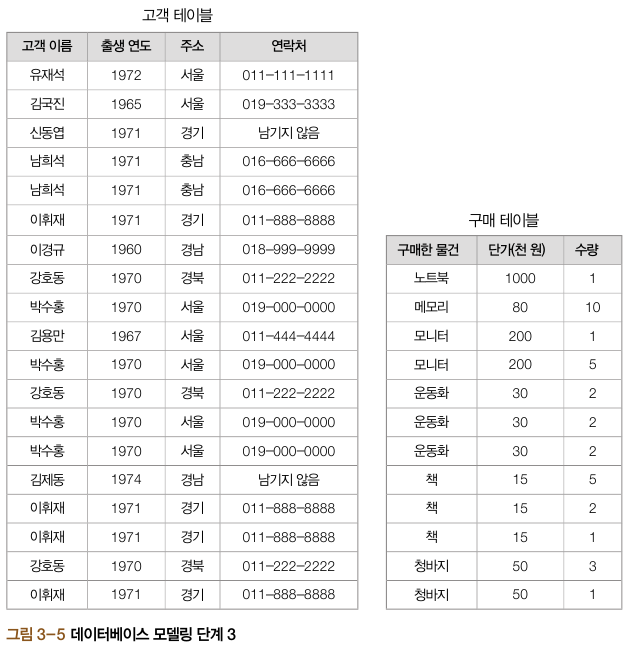 고객 테이블
고객 이름 출생 연도 주소 연락처
유재석 1972 서울 011-111-1111
김국진 1965 서울 019-333-3333
신동엽 1971 경기 남기지 않음
남희석 1971 충남 016-666-6666
남희석 1971 충남 016-666-6666
이휘재 1971 경기 011-888-8888
이경규 1960 경남 018-999-9999
강호동 1970 경북 011-222-2222
박수홍 1970 서울 019-000-0000
김용만 1967 서울 011-444-4444
박수홍 1970 서울 019-000-0000
강호동 1970 경북 011-222-2222
박수홍 1970 서울 019-000-0000
박수홍 1970 서울 019-000-0000
김제동 1974 경남 남기지 않음
이휘재 1971 경기 011-888-8888
이휘재 1971 경기 011-888-8888
강호동 1970 경북 011-222-2222
이휘재 1971 경기 011-888-8888
구매 테이블
구매한 물건 단가(천 원) 수량
노트북 1000 1
메모리 80 10
모니터 200 1
모니터 200 5
운동화 30 2
운동화 30 2
운동화 30 2
책 15 5
책 15 2
책 15 1
청바지 50 3
청바지 50 1
그림 3-5 데이터베이스 모델링 단계 3